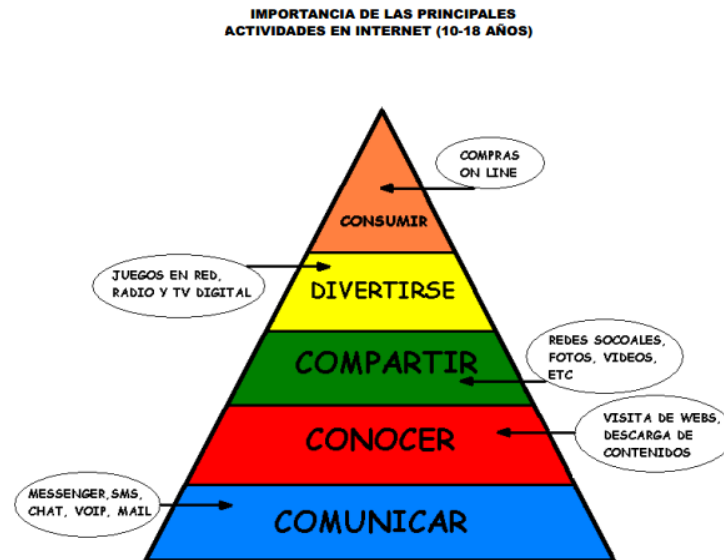 IMPORTANCIA DE LAS PRINCIPALES
ACTIVIDADES EN INTERNET (10-18 AÑOS)
COMPRAS
ON LINE
CONSUMIR
JUEGOS EN RED,
RADIO Y TV DIGITAL
DIVERTIRSE
REDES SOCOALES,
FOTOS, VIDEOS,
ETC
COMPARTIR
VISITA DE WEBS,
DESCARGA DE
CONTENIDOS
CONOCER
MESSENGER,SMS,
CHAT, VOIP, MAIL
COMUNICAR